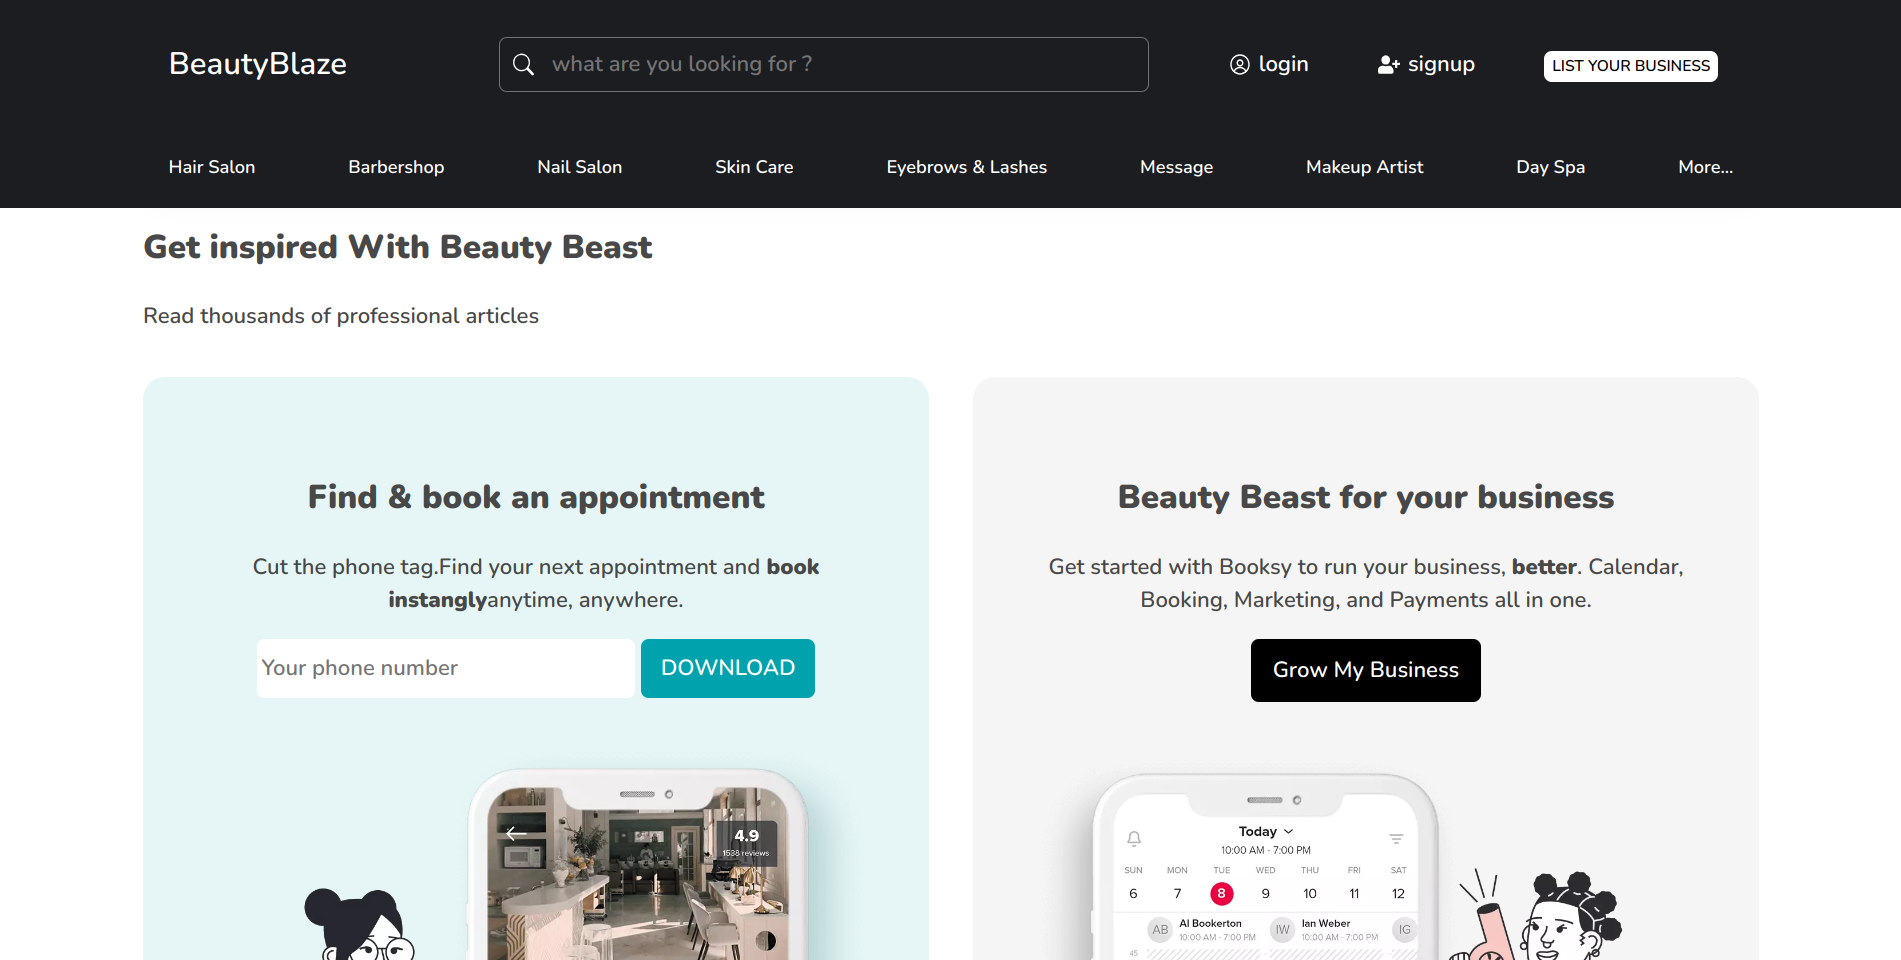 BeautyBlaze
what are you looking for ?
login
signup
LIST YOUR BUSINESS
Hair Salon
Barbershop
Nail Salon
Skin Care
Eyebrows & Lashes
Message
Makeup Artist
Day Spa
More...
Get inspired With Beauty Beast
Read thousands of professional articles
Find & book an appointment
Cut the phone tag.Find your next appointment and book
instanglyanytime, anywhere.
Your phone number
DOWNLOAD
4.9
1538 reviews
Beauty Beast for your business
Get started with Booksy to run your business, better. Calendar,
Booking, Marketing, and Payments all in one.
Grow My Business
Today
10:00 AM - 7:00 PM
SUN MON TUE WED THU FRI SAT
6 7 8 9 10 11 12
AB Al Bookerton IW Ian Weber IG
10:00 AM - 7:00 PM 10:00 AM - 7:00 PM
45